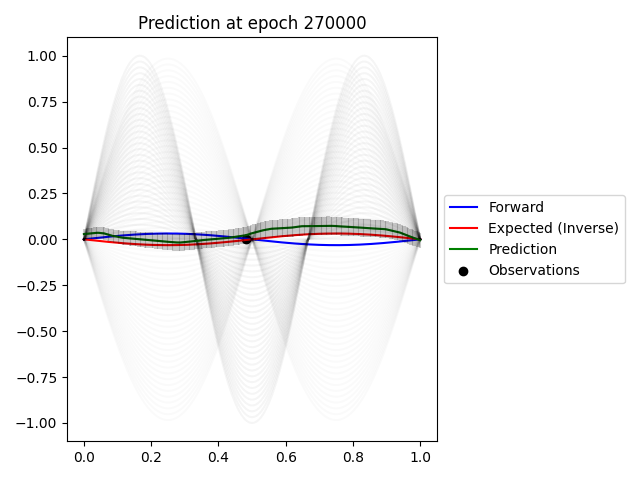 Prediction at epoch 270000
1.00
0.75
0.50
0.25
0.00
−0.25
−0.50
−0.75
−1.00
0.0 0.2 0.4 0.6 0.8 1.0
Forward
Expected (Inverse)
Prediction
Observations